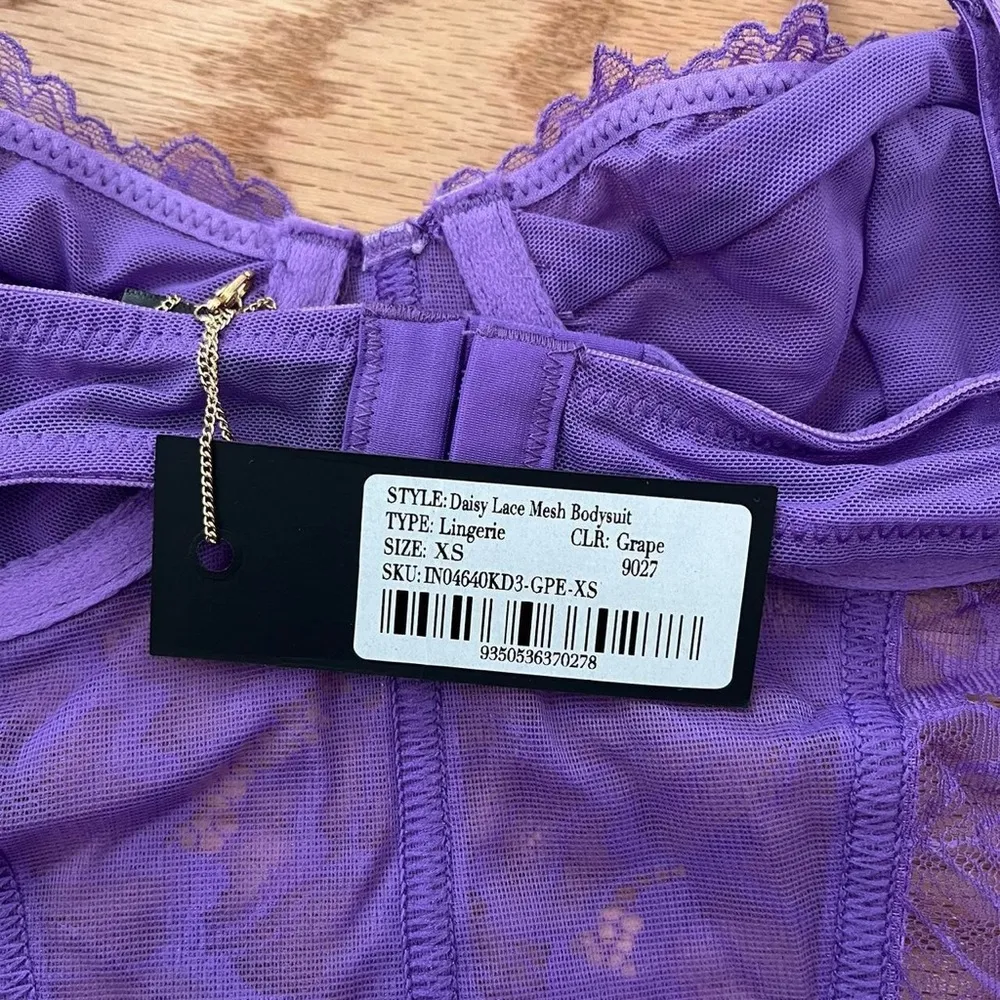 STYLE: Daisy Lace Mesh Bodysuit
TYPE: Lingerie CLR: Grape
SIZE: XS 9027
SKU: IN04640KD3-GPE-XS
9350536370278